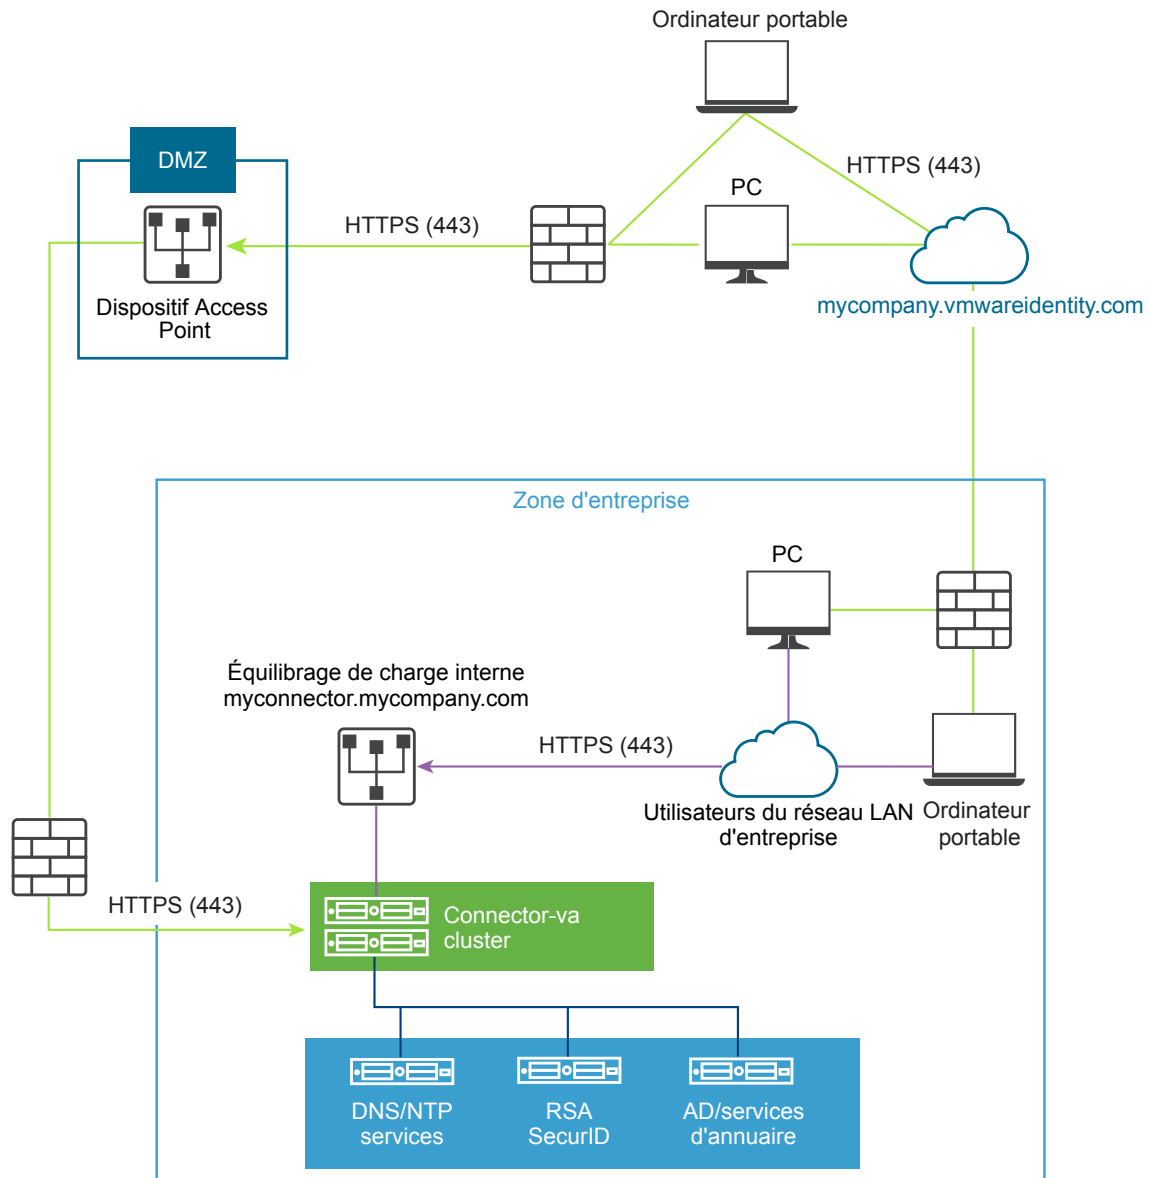 Ordinateur portable
DMZ
HTTPS (443)
PC
HTTPS (443)
Dispositif Access
Point
mycompany.vmwareidentity.com
Zone d'entreprise
PC
Équilibrage de charge interne
myconnector.mycompany.com
HTTPS (443)
Utilisateurs du réseau LAN
d'entreprise
Ordinateur
portable
HTTPS (443)
Connector-va
cluster
DNS/NTP
services
RSA
SecurID
AD/services
d'annuaire